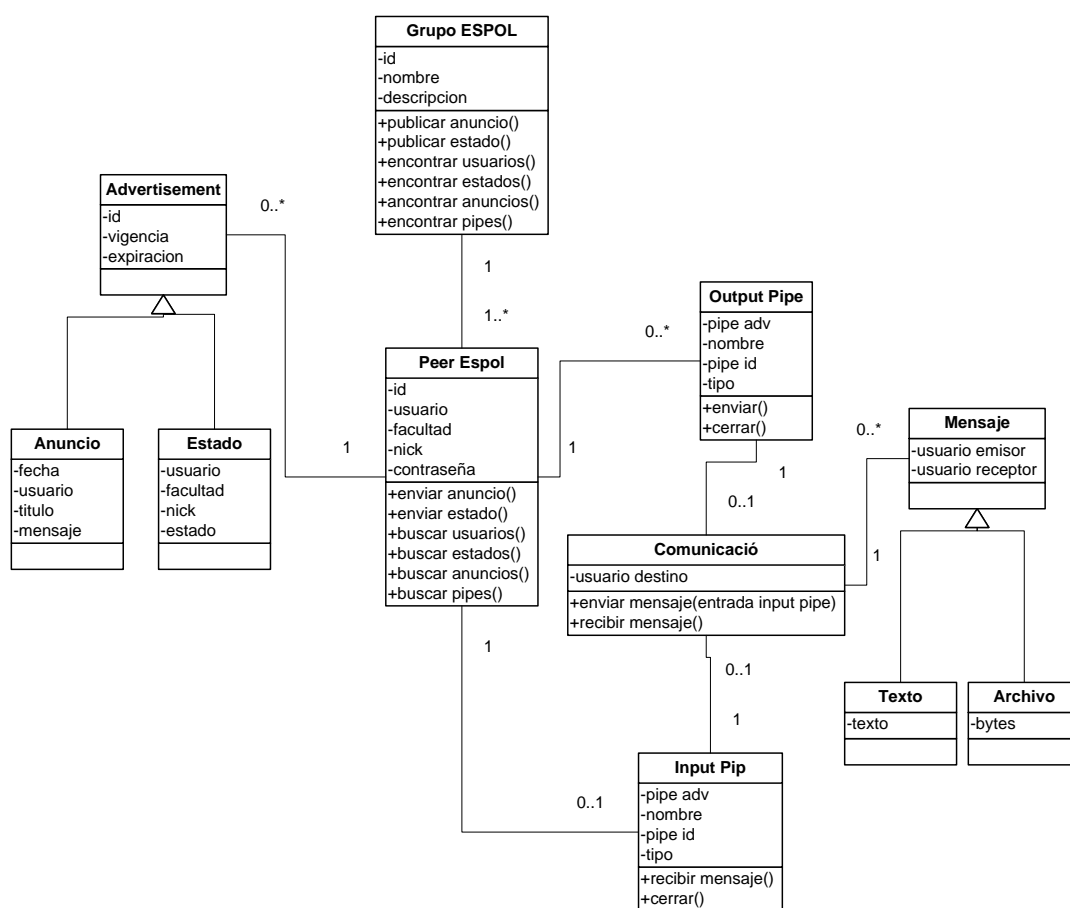 Grupo ESPOL
-id
-nombre
-descripcion
+publicar anuncio()
+publicar estado()
+encontrar usuarios()
+encontrar estados()
+ancontrar anuncios()
+encontrar pipes()
Advertisement
-id
-vigencia
-expiracion
0..*
1
1..*
Output Pipe
-pipe adv
-nombre
-pipe id
-tipo
+enviar()
+cerrar()
0..*
Peer Espol
-id
-usuario
-facultad
-nick
-contraseña
+enviar anuncio()
+enviar estado()
+buscar usuarios()
+buscar estados()
+buscar anuncios()
+buscar pipes()
1
1
Anuncio
-fecha
-usuario
-titulo
-mensaje
Estado
-usuario
-facultad
-nick
-estado
Mensaje
-usuario emisor
-usuario receptor
0..*
1
0..1
Comunicació
-usuario destino
+enviar mensaje(entrada input pipe)
+recibir mensaje()
1
1
0..1
1
Texto
-texto
Archivo
-bytes
Input Pip
-pipe adv
-nombre
-pipe id
-tipo
+recibir mensaje()
+cerrar()
0..1